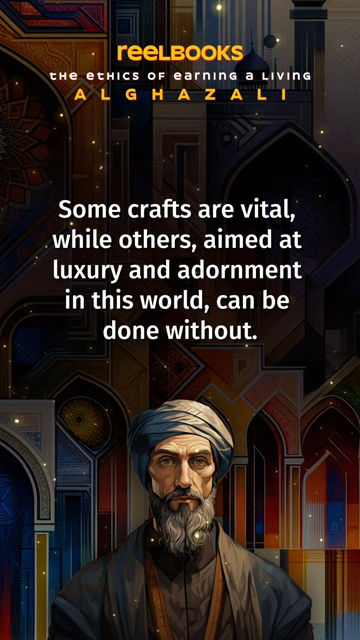 reelbooks
the ethics of earning a living
ALGHAZALI
Some crafts are vital,
while others, aimed at
luxury and adornment
in this world, can be
done without.